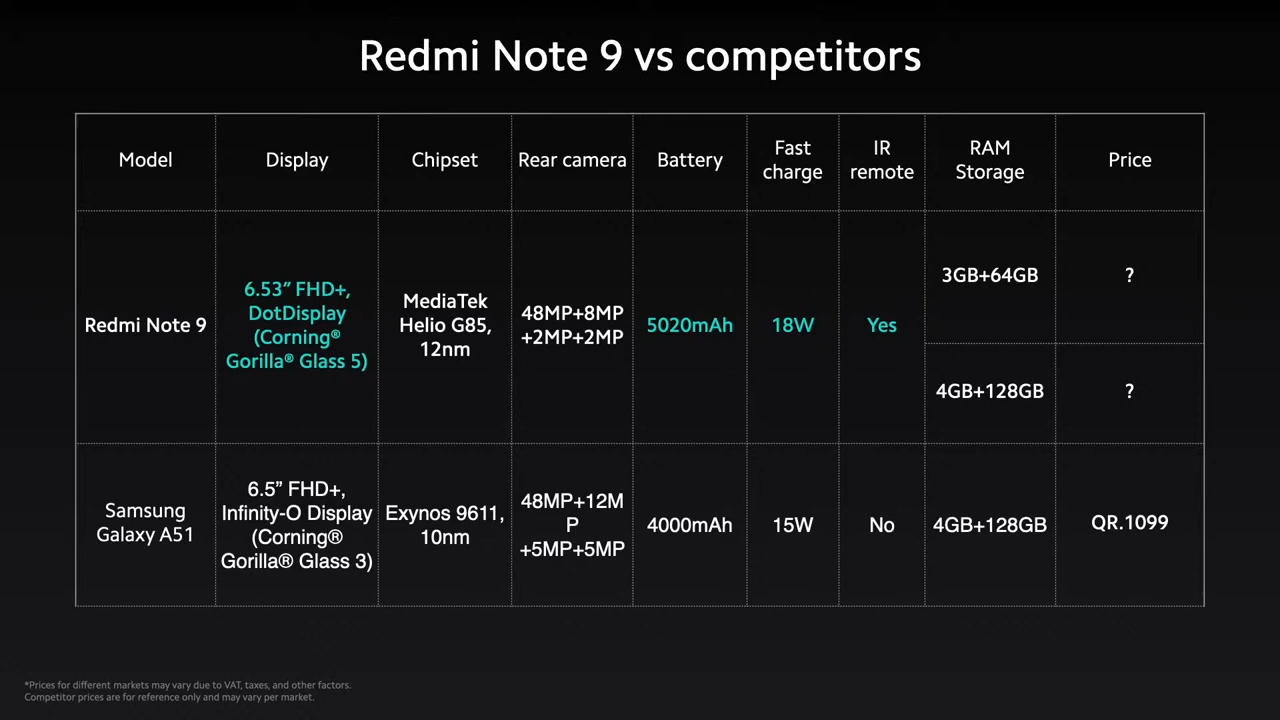 Redmi Note 9 vs competitors
Model
Display
Chipset
Rear camera
Battery
Fast
charge
IR
remote
RAM
Storage
Price
Redmi Note 9
6.53” FHD+,
DotDisplay
(Corning®
Gorilla® Glass 5)
MediaTek
Helio G85,
12nm
48MP+8MP
+2MP+2MP
5020mAh
18W
Yes
3GB+64GB
?
4GB+128GB
?
Samsung
Galaxy A51
6.5” FHD+,
Infinity-O Display
(Corning®
Gorilla® Glass 3)
Exynos 9611,
10nm
48MP+12M
P
+5MP+5MP
4000mAh
15W
No
4GB+128GB
QR.1099
*Prices for different markets may vary due to VAT, taxes, and other factors.
Competitor prices are for reference only and may vary per market.